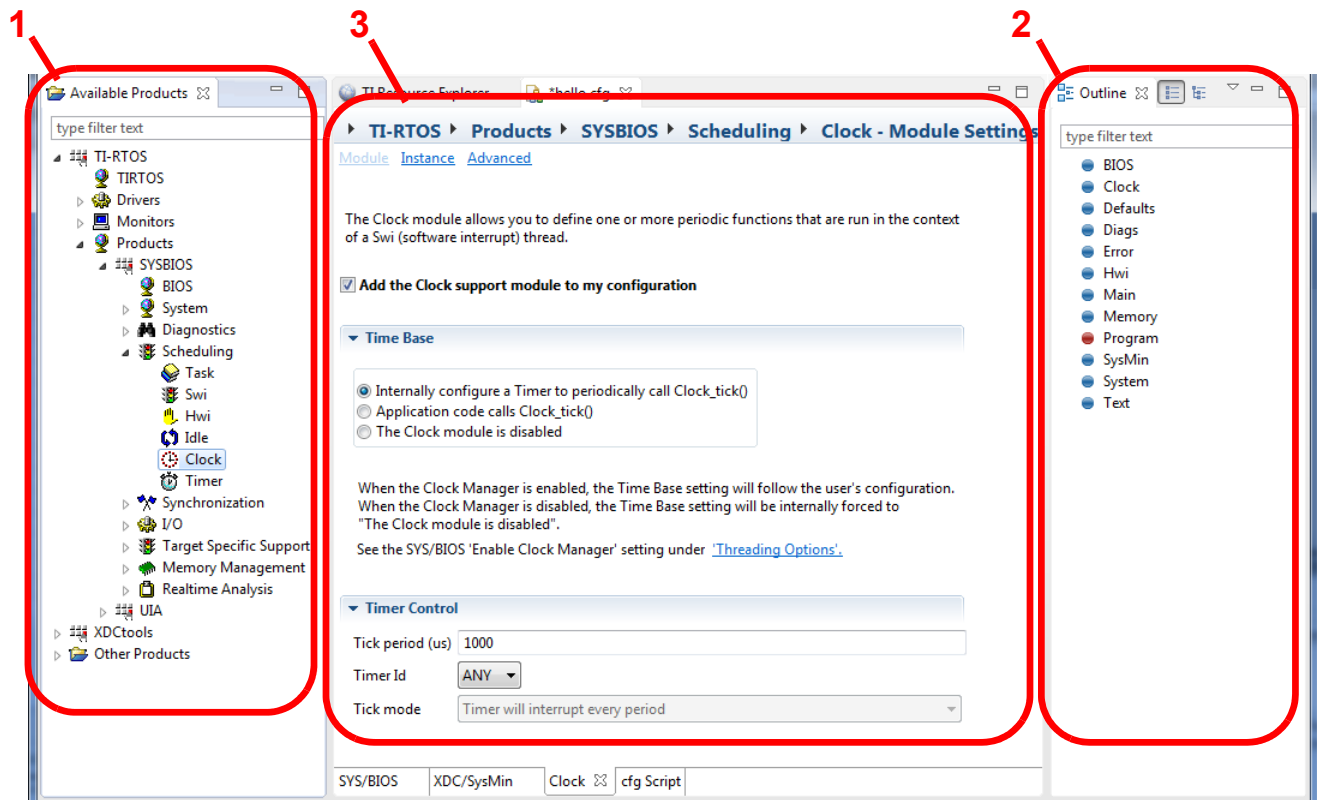 1
3
2
Available Products
type filter text
TI-RTOS
TIRTOS
Drivers
Monitors
Products
SYSBIOS
BIOS
System
Diagnostics
Scheduling
Task
Swi
Hwi
Idle
Clock
Timer
Synchronization
I/O
Target Specific Support
Memory Management
Realtime Analysis
UIA
XDCtools
Other Products
TI Resource Explorer
*hello.cfg
TI-RTOS Products SYSBIOS Scheduling Clock - Module Settings
Module Instance Advanced
The Clock module allows you to define one or more periodic functions that are run in the context
of a Swi (software interrupt) thread.
Add the Clock support module to my configuration
Time Base
Internally configure a Timer to periodically call Clock_tick()
Application code calls Clock_tick()
The Clock module is disabled
When the Clock Manager is enabled, the Time Base setting will follow the user's configuration.
When the Clock Manager is disabled, the Time Base setting will be internally forced to
"The Clock module is disabled".
See the SYS/BIOS 'Enable Clock Manager' setting under 'Threading Options'.
Timer Control
Tick period (us) 1000
Timer Id ANY
Tick mode Timer will interrupt every period
SYS/BIOS XDC/SysMin Clock cfg Script
Outline
type filter text
BIOS
Clock
Defaults
Diags
Error
Hwi
Main
Memory
Program
SysMin
System
Text